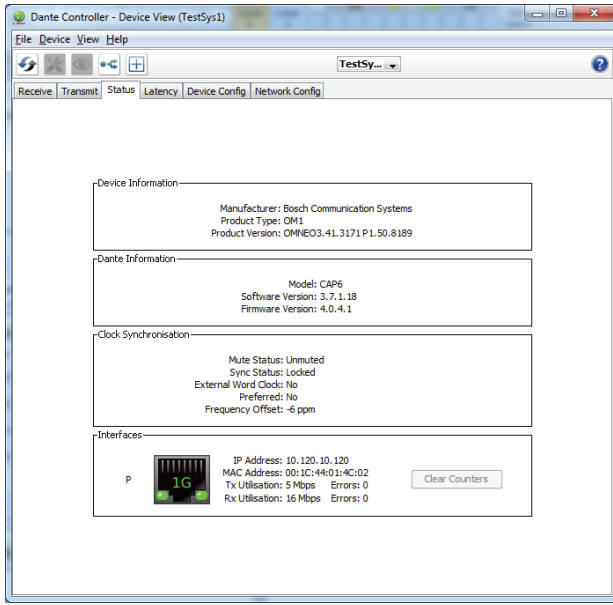 Dante Controller - Device View (TestSys1)
File Device View Help
TestSy...
Receive Transmit Status Latency Device Config Network Config
Device Information
Manufacturer: Bosch Communication Systems
Product Type: OM1
Product Version: OMNEO3.41.3171 P1.50.8189
Dante Information
Model: CAP6
Software Version: 3.7.1.18
Firmware Version: 4.0.4.1
Clock Synchronisation
Mute Status: Unmuted
Sync Status: Locked
External Word Clock: No
Preferred: No
Frequency Offset: -6 ppm
Interfaces
P
1G
IP Address: 10.120.10.120
MAC Address: 00:1C:44:01:4C:02
Tx Utilisation: 5 Mbps Errors: 0
Rx Utilisation: 16 Mbps Errors: 0
Clear Counters